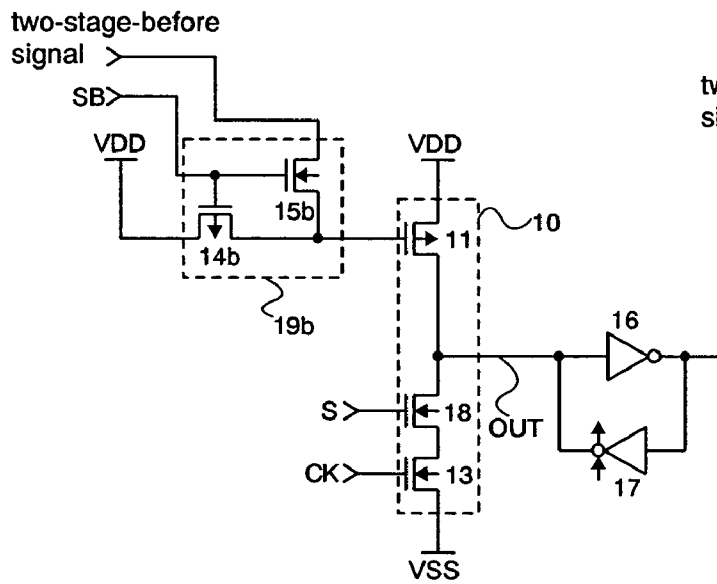 two-stage-before
signal
SB
VDD
VDD
15b
14b
19b
11
10
16
S
18
OUT
CK
13
17
VSS
tw
si